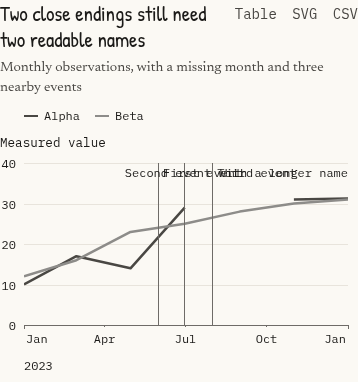 Two close endings still need
two readable names
Table SVG CSV
Monthly observations, with a missing month and three
nearby events
Alpha Beta
Measured value
40
30
20
10
0
Jan Apr Jul Oct Jan
2023